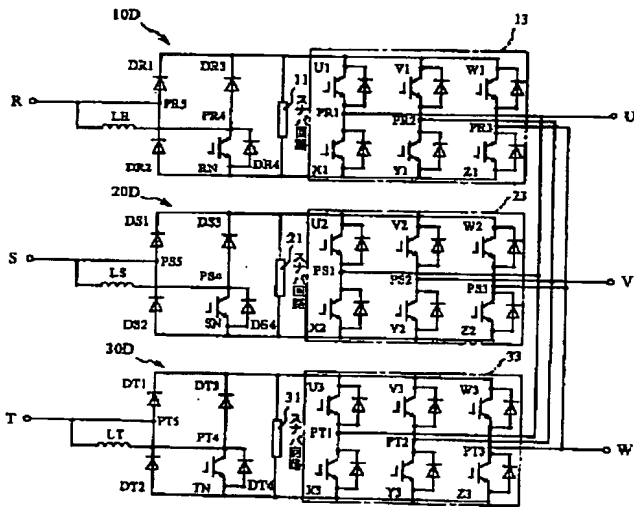 10D
13
DR1
DR3
U1
V1
W1
R
LR
PR5
PR4
11
スナバ回路
PR1
PR2
PR3
U
DR2
RN
DR4
X1
Y1
Z1
20D
23
DS1
DS3
U2
V2
W2
S
LS
PS5
PS4
21
スナバ回路
PS1
PS2
PS3
V
DS2
SN
DS4
X2
Y2
Z2
30D
33
DT1
DT3
U3
V3
W3
T
LT
PT5
PT4
31
スナバ回路
PT1
PT2
PT3
W
DT2
TN
DT4
X3
Y3
Z3